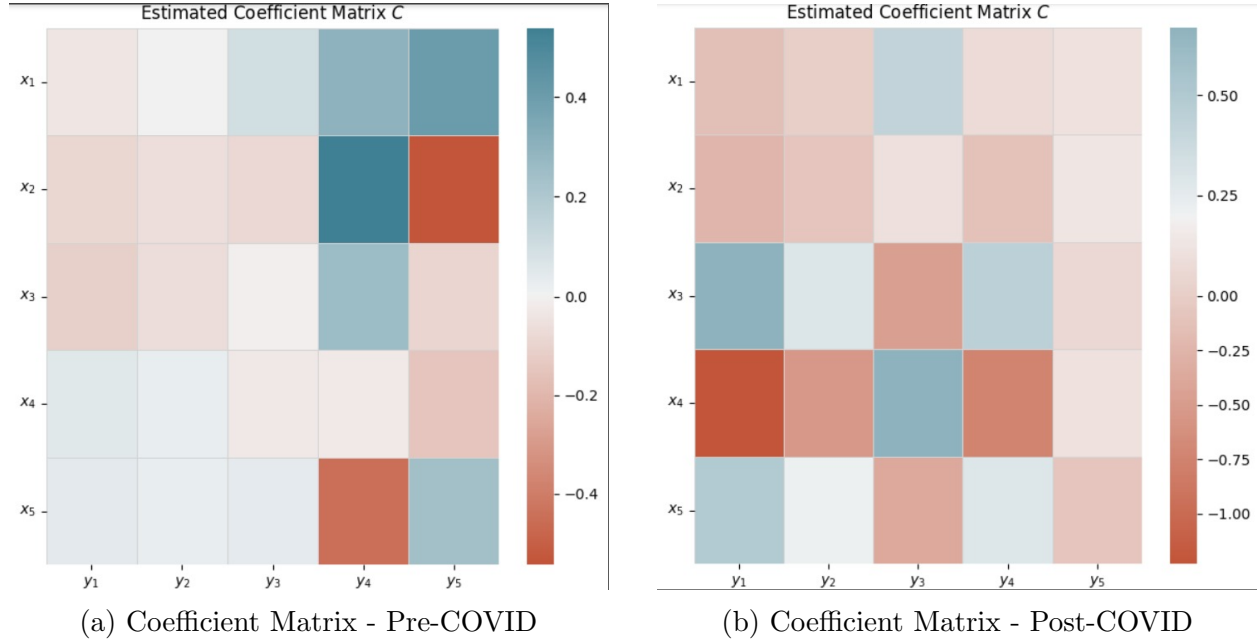 Estimated Coefficient Matrix C
x1
x2
x3
x4
x5
y1 y2 y3 y4 y5
0.4
0.2
0.0
−0.2
−0.4
(a) Coefficient Matrix - Pre-COVID
Estimated Coefficient Matrix C
x1
x2
x3
x4
x5
y1 y2 y3 y4 y5
0.50
0.25
0.00
−0.25
−0.50
−0.75
−1.00
(b) Coefficient Matrix - Post-COVID